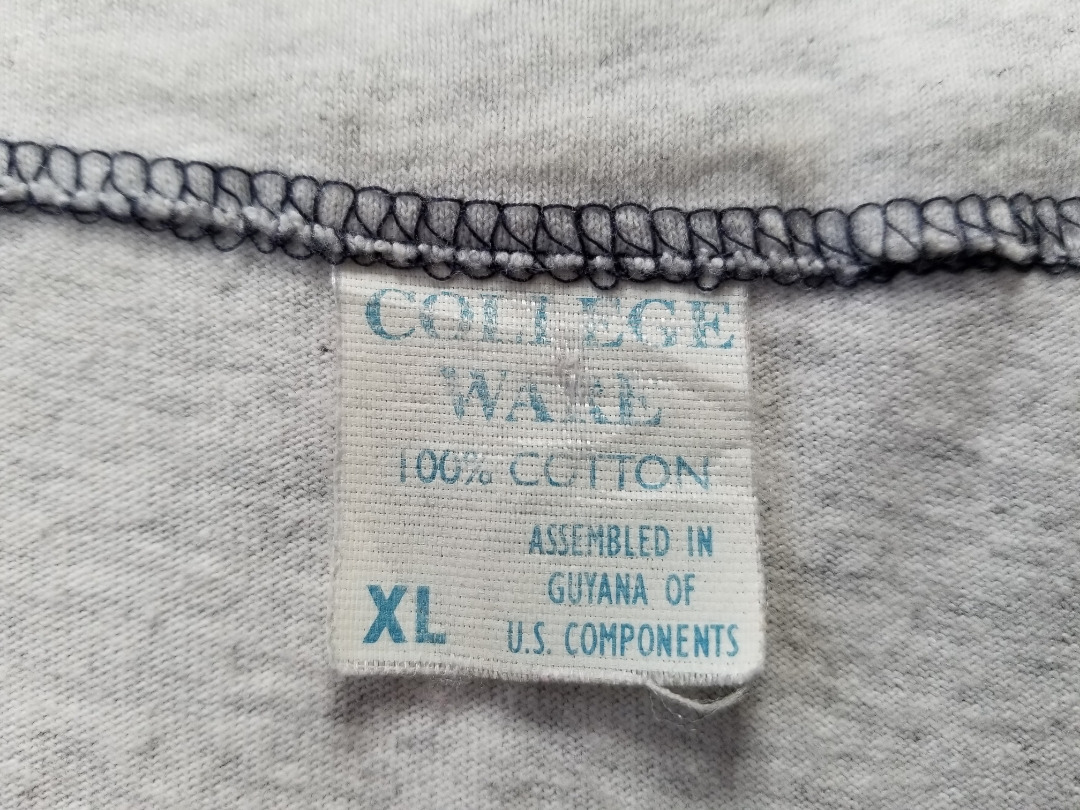 COLLEGE
WARE
100% COTTON
ASSEMBLED IN
GUYANA OF
XL U.S. COMPONENTS